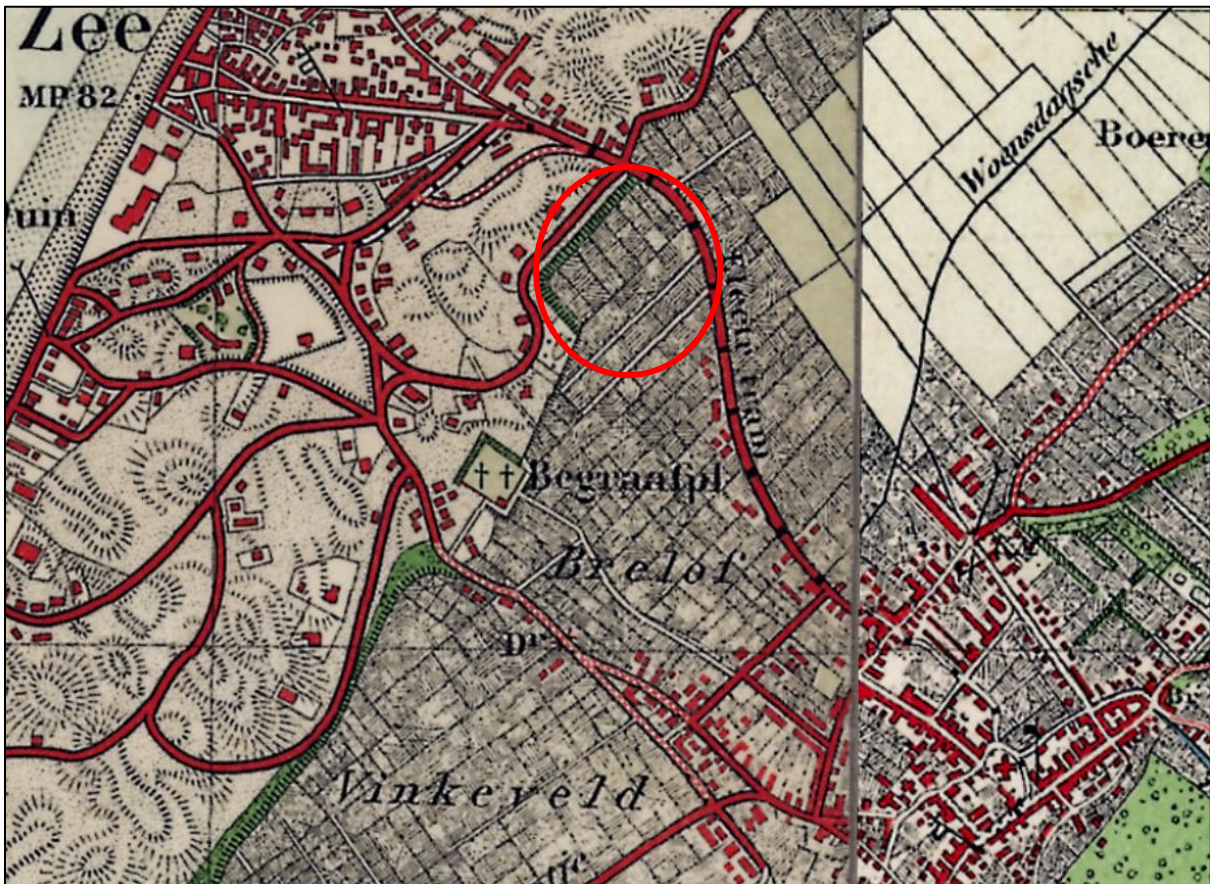 Zee
MP 82
Duin
Woensdagsche
Boere
Electr. tram
Begraafpl
Brelof
Vinkeveld